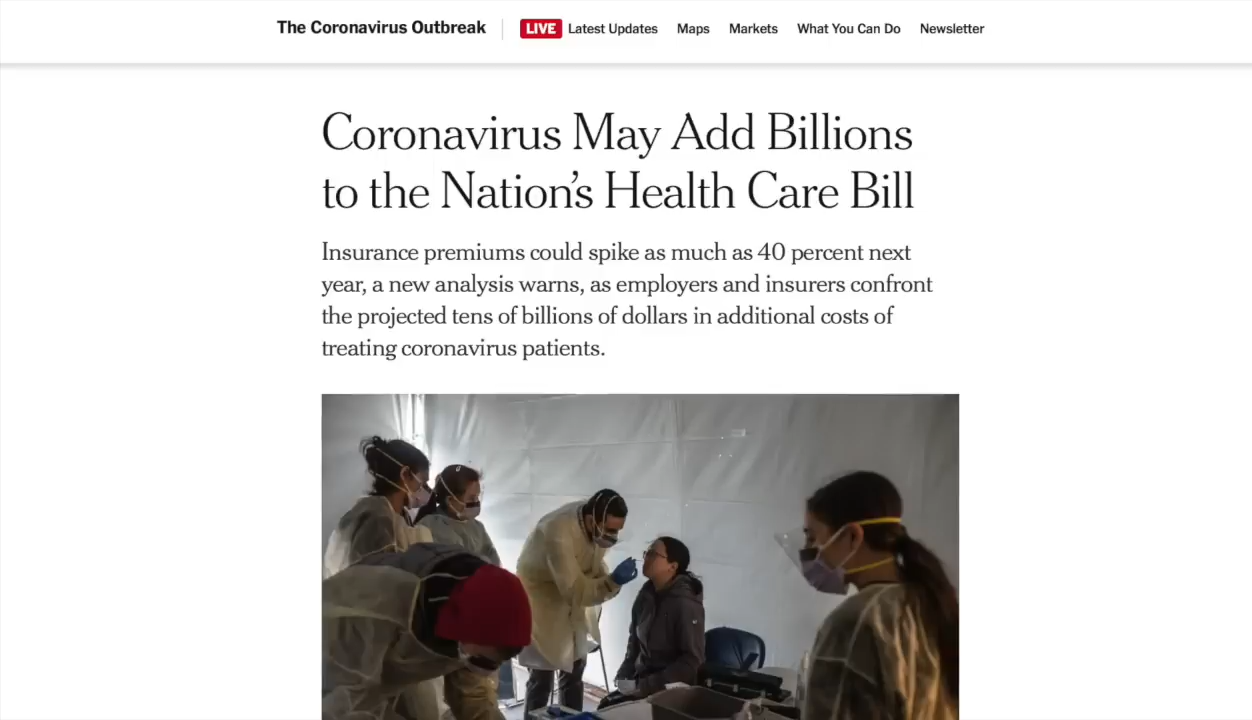 The Coronavirus Outbreak LIVE Latest Updates Maps Markets What You Can Do Newsletter
Coronavirus May Add Billions
to the Nation’s Health Care Bill
Insurance premiums could spike as much as 40 percent next
year, a new analysis warns, as employers and insurers confront
the projected tens of billions of dollars in additional costs of
treating coronavirus patients.